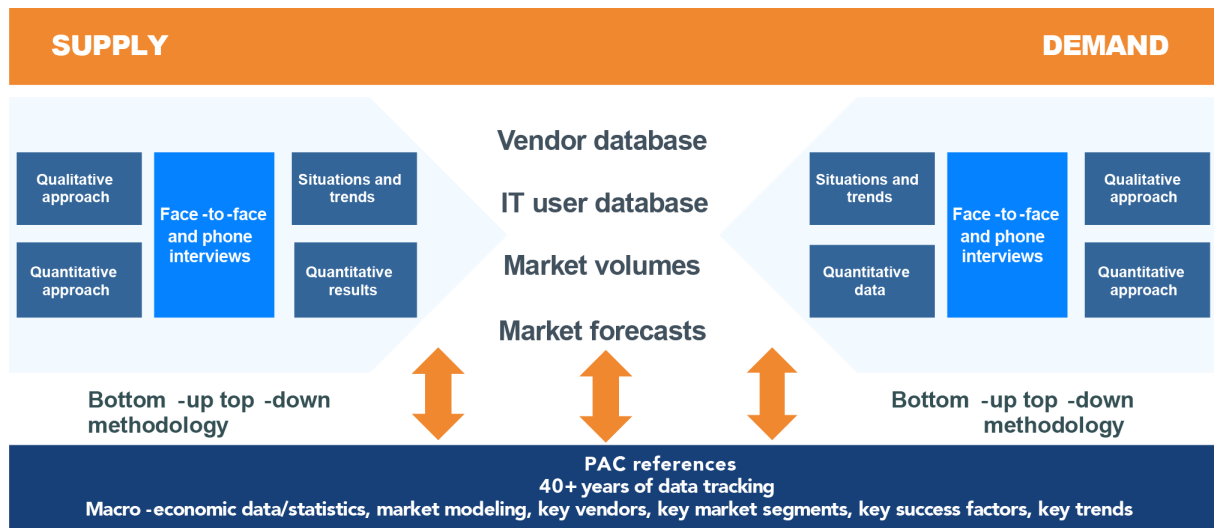 SUPPLY
DEMAND
Qualitative
approach
Quantitative
approach
Face -to-face
and phone
interviews
Situations and
trends
Quantitative
results
Vendor database
IT user database
Market volumes
Market forecasts
Situations and
trends
Quantitative
data
Face -to-face
and phone
interviews
Qualitative
approach
Quantitative
approach
Bottom -up top -down
methodology
Bottom -up top -down
methodology
PAC references
40+ years of data tracking
Macro -economic data/statistics, market modeling, key vendors, key market segments, key success factors, key trends